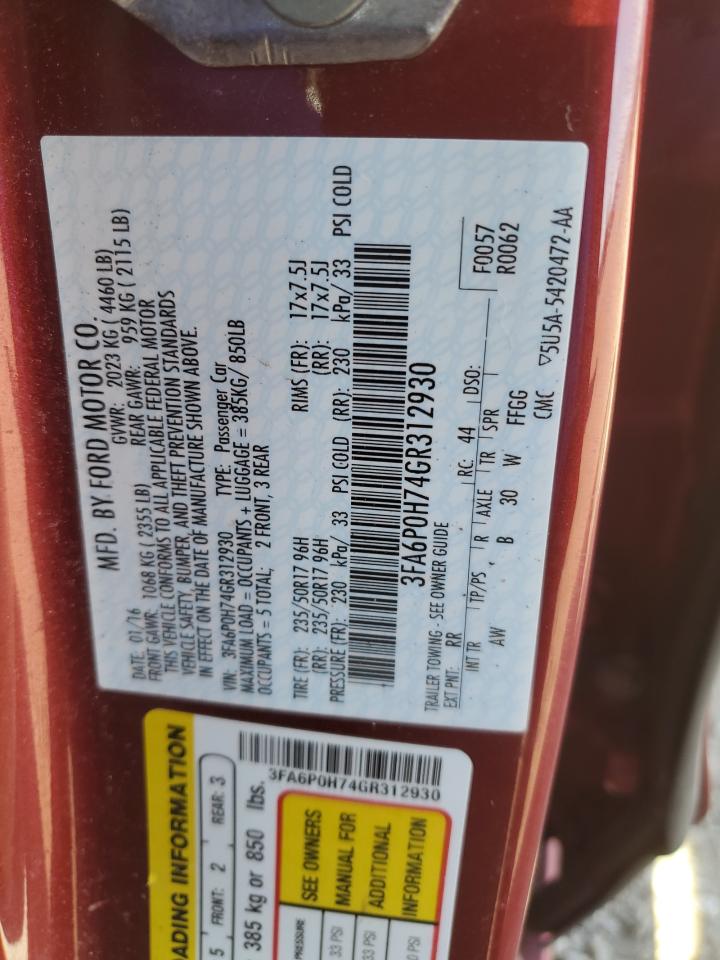 MFD. BY FORD MOTOR CO.
DATE: 01/16 GVWR: 2023 KG ( 4460 LB)
FRONT GAWR: 1068 KG ( 2355 LB) REAR GAWR: 959 KG ( 2115 LB)
THIS VEHICLE CONFORMS TO ALL APPLICABLE FEDERAL MOTOR
VEHICLE SAFETY, BUMPER, AND THEFT PREVENTION STANDARDS
IN EFFECT ON THE DATE OF MANUFACTURE SHOWN ABOVE.
VIN: 3FA6P0H74GR312930 TYPE: Passenger Car
MAXIMUM LOAD = OCCUPANTS + LUGGAGE = 385KG/ 850LB
OCCUPANTS = 5 TOTAL; 2 FRONT, 3 REAR
TIRE (FR): 235/50R17 96H RIMS (FR): 17x7.5J
(RR): 235/50R17 96H (RR): 17x7.5J
PRESSURE (FR): 230 kPa/ 33 PSI COLD (RR): 230 kPa/ 33 PSI COLD
3FA6P0H74GR312930
TRAILER TOWING - SEE OWNER GUIDE
EXT PNT: RR RC: 44 DSO: F0057
INT TR TP/PS R AXLE TR SPR R0062
AW B 30 W FFGG
CMC ▽5U5A-5420472-AA
ADING INFORMATION
5 FRONT: 2 REAR: 3
385 kg or 850 lbs.
3FA6P0H74GR312930
PRESSURE SEE OWNERS
33 PSI MANUAL FOR
33 PSI ADDITIONAL
0 PSI INFORMATION